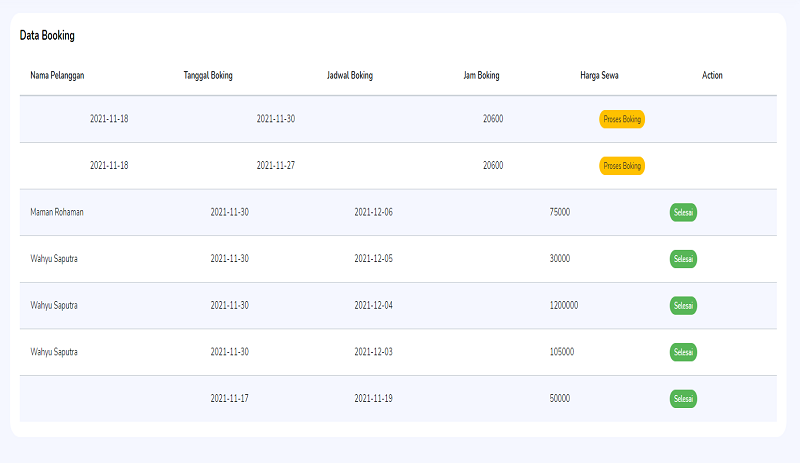 Data Booking
Nama Pelanggan Tanggal Boking Jadwal Boking Jam Boking Harga Sewa Action
2021-11-18 2021-11-30 20600 Proses Boking
2021-11-18 2021-11-27 20600 Proses Boking
Maman Rohaman 2021-11-30 2021-12-06 75000 Selesai
Wahyu Saputra 2021-11-30 2021-12-05 30000 Selesai
Wahyu Saputra 2021-11-30 2021-12-04 1200000 Selesai
Wahyu Saputra 2021-11-30 2021-12-03 105000 Selesai
2021-11-17 2021-11-19 50000 Selesai